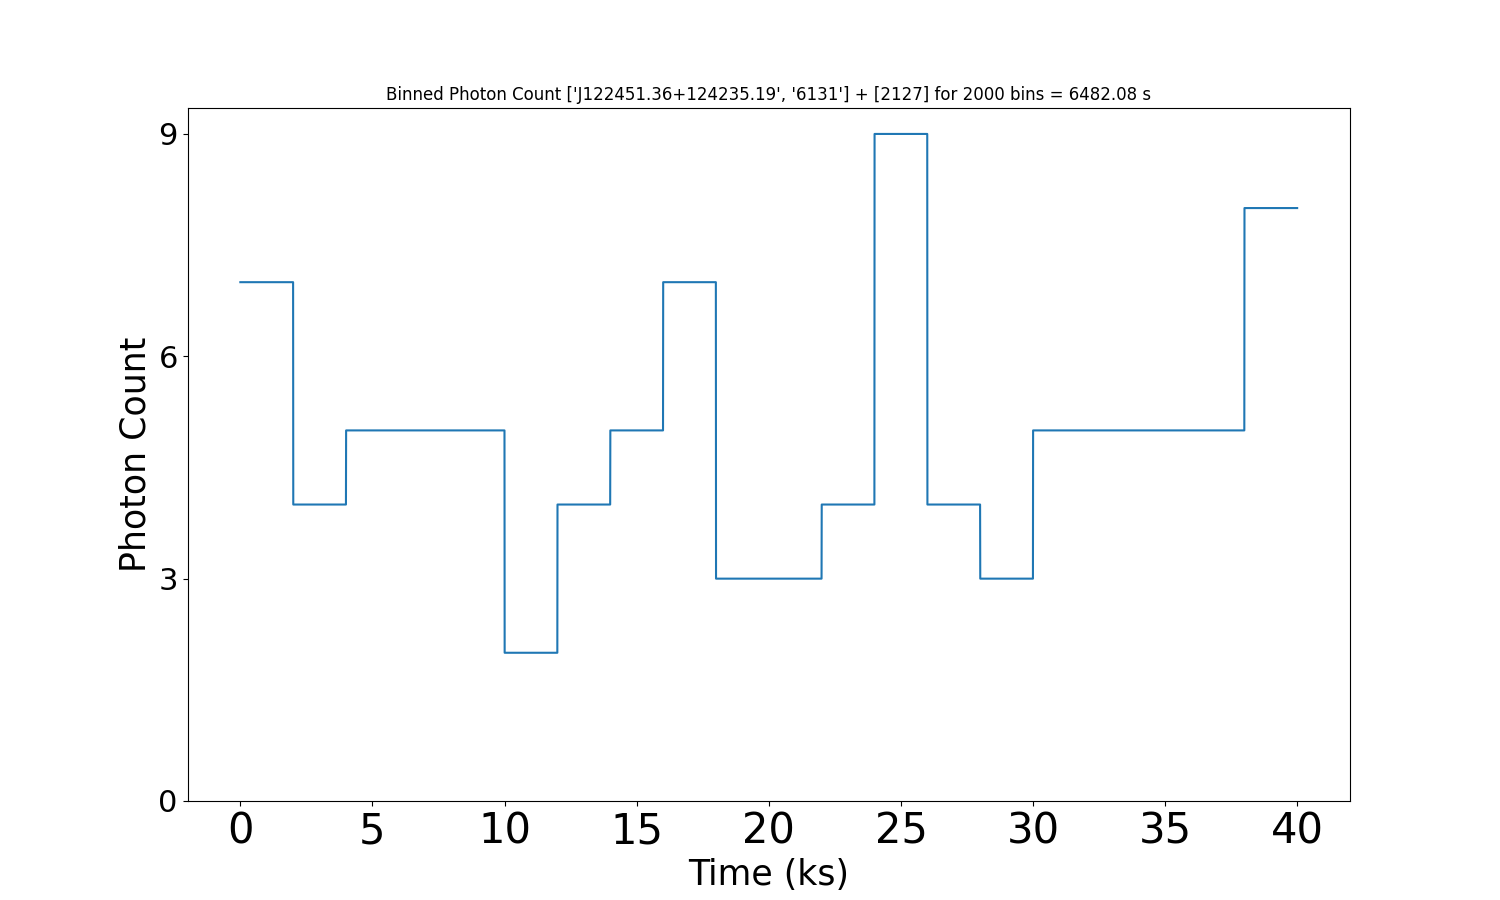 Binned Photon Count ['J122451.36+124235.19', '6131'] + [2127] for 2000 bins = 6482.08 s
9
6
3
0
Photon Count
0 5 10 15 20 25 30 35 40
Time (ks)